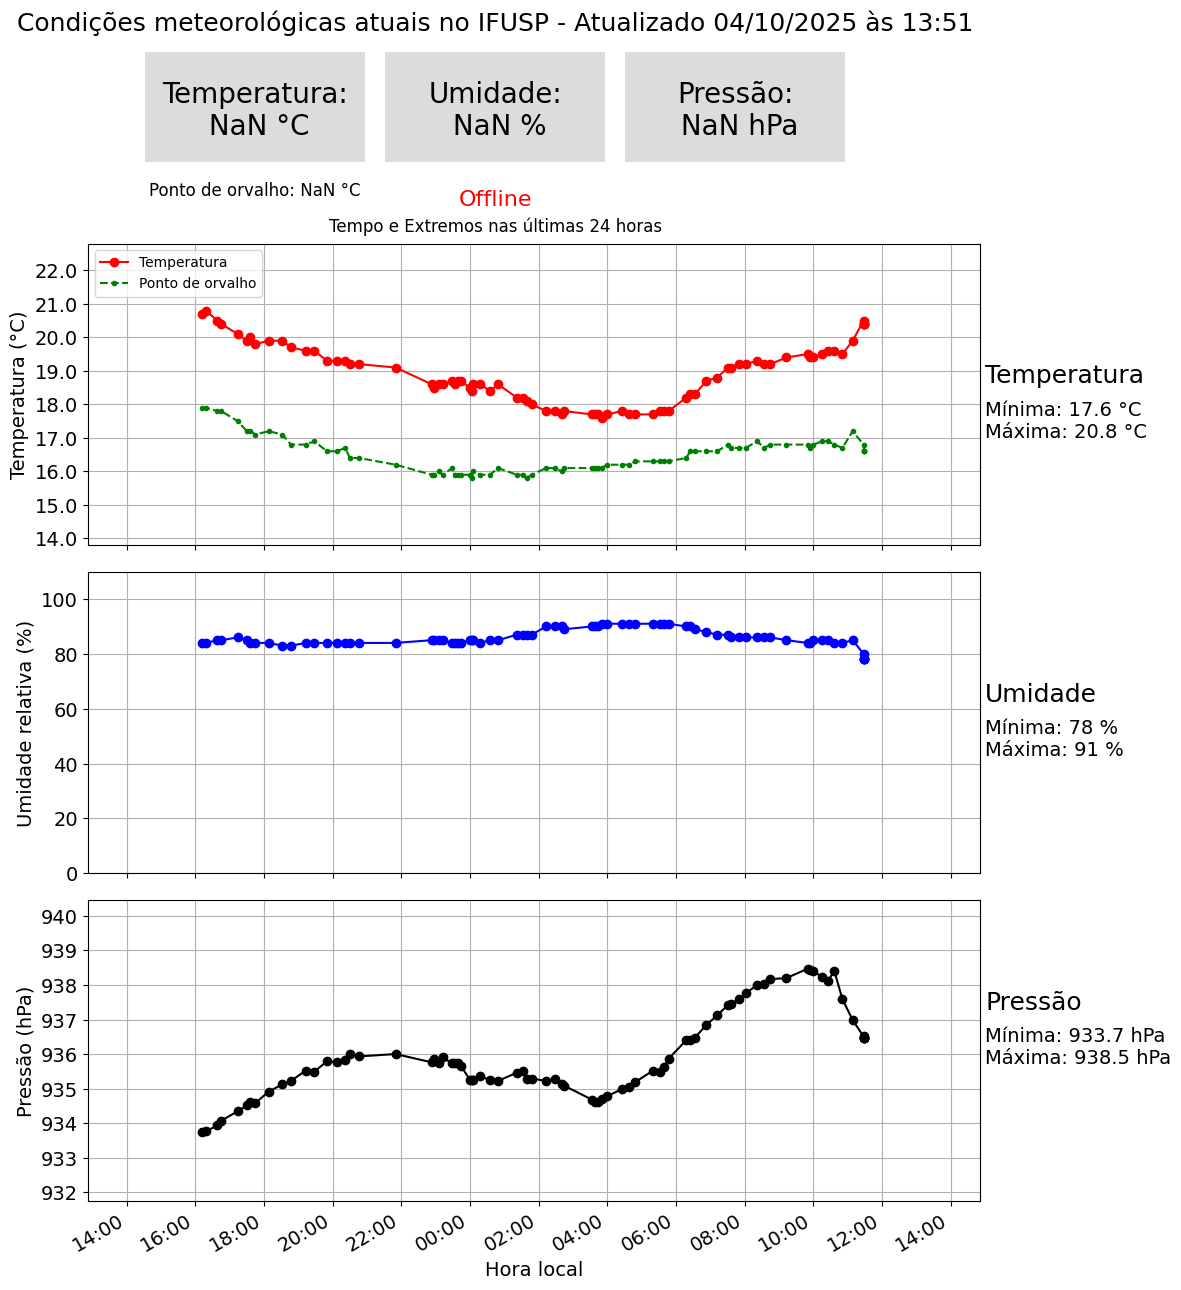 Condições meteorológicas atuais no IFUSP - Atualizado 04/10/2025 às 13:51
Temperatura:
NaN °C
Umidade:
NaN %
Pressão:
NaN hPa
Ponto de orvalho: NaN °C
Offline
Tempo e Extremos nas últimas 24 horas
Temperatura
Ponto de orvalho
Temperatura (°C)
22.0
21.0
20.0
19.0
18.0
17.0
16.0
15.0
14.0
Temperatura
Mínima: 17.6 °C
Máxima: 20.8 °C
Umidade relativa (%)
100
80
60
40
20
0
Umidade
Mínima: 78 %
Máxima: 91 %
Pressão (hPa)
940
939
938
937
936
935
934
933
932
Pressão
Mínima: 933.7 hPa
Máxima: 938.5 hPa
14:00
16:00
18:00
20:00
22:00
00:00
02:00
04:00
06:00
08:00
10:00
12:00
14:00
Hora local